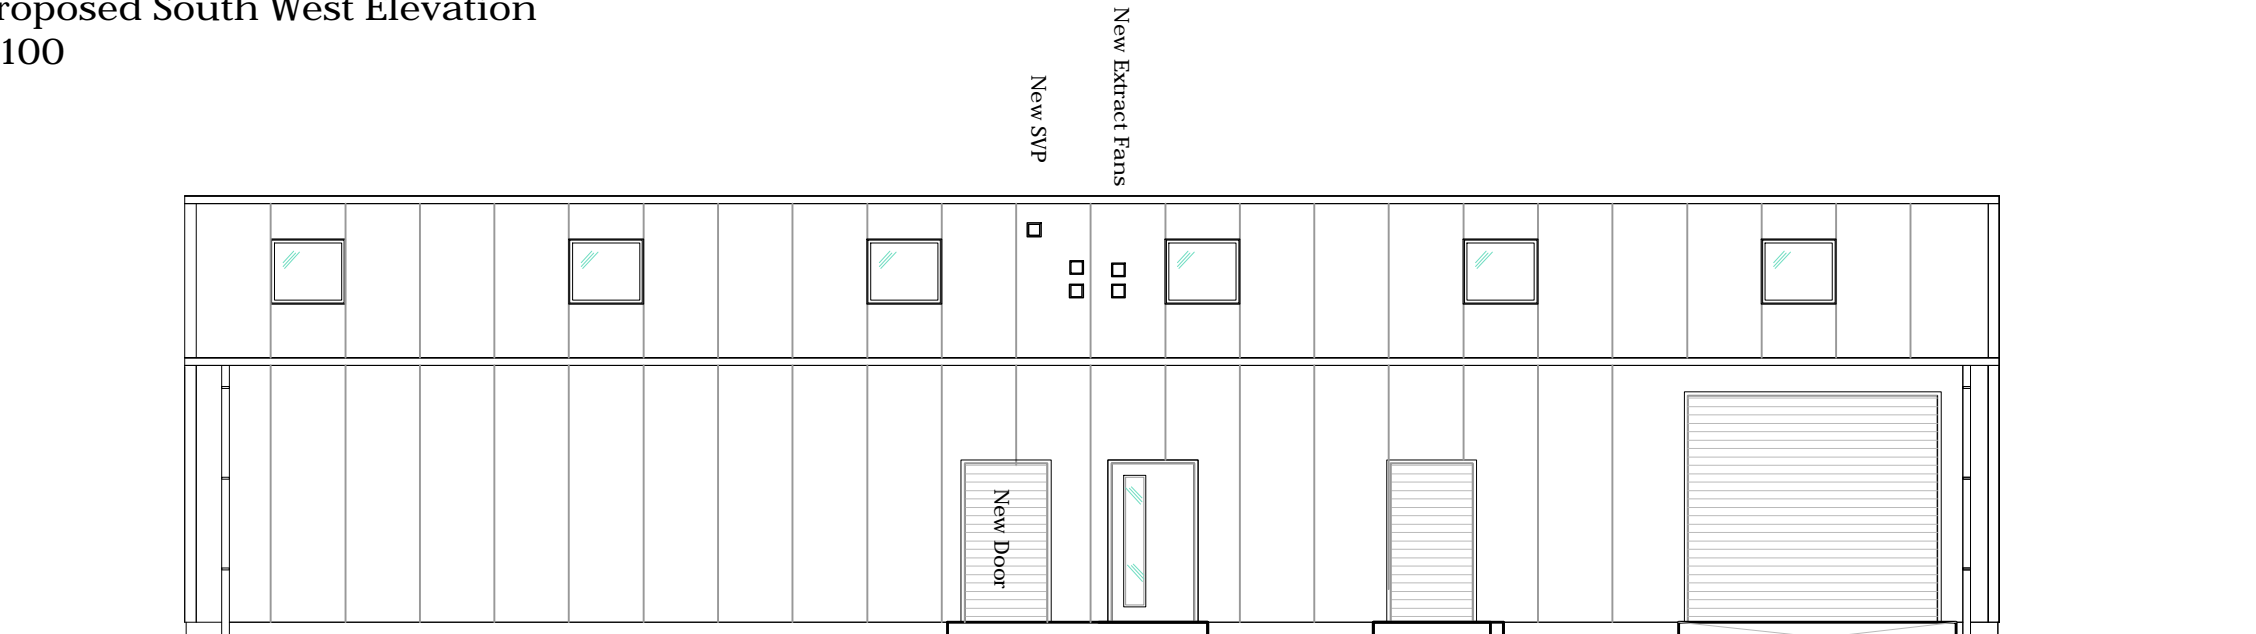 roposed South West Elevation
100
New SVP
New Extract Fans
New Door